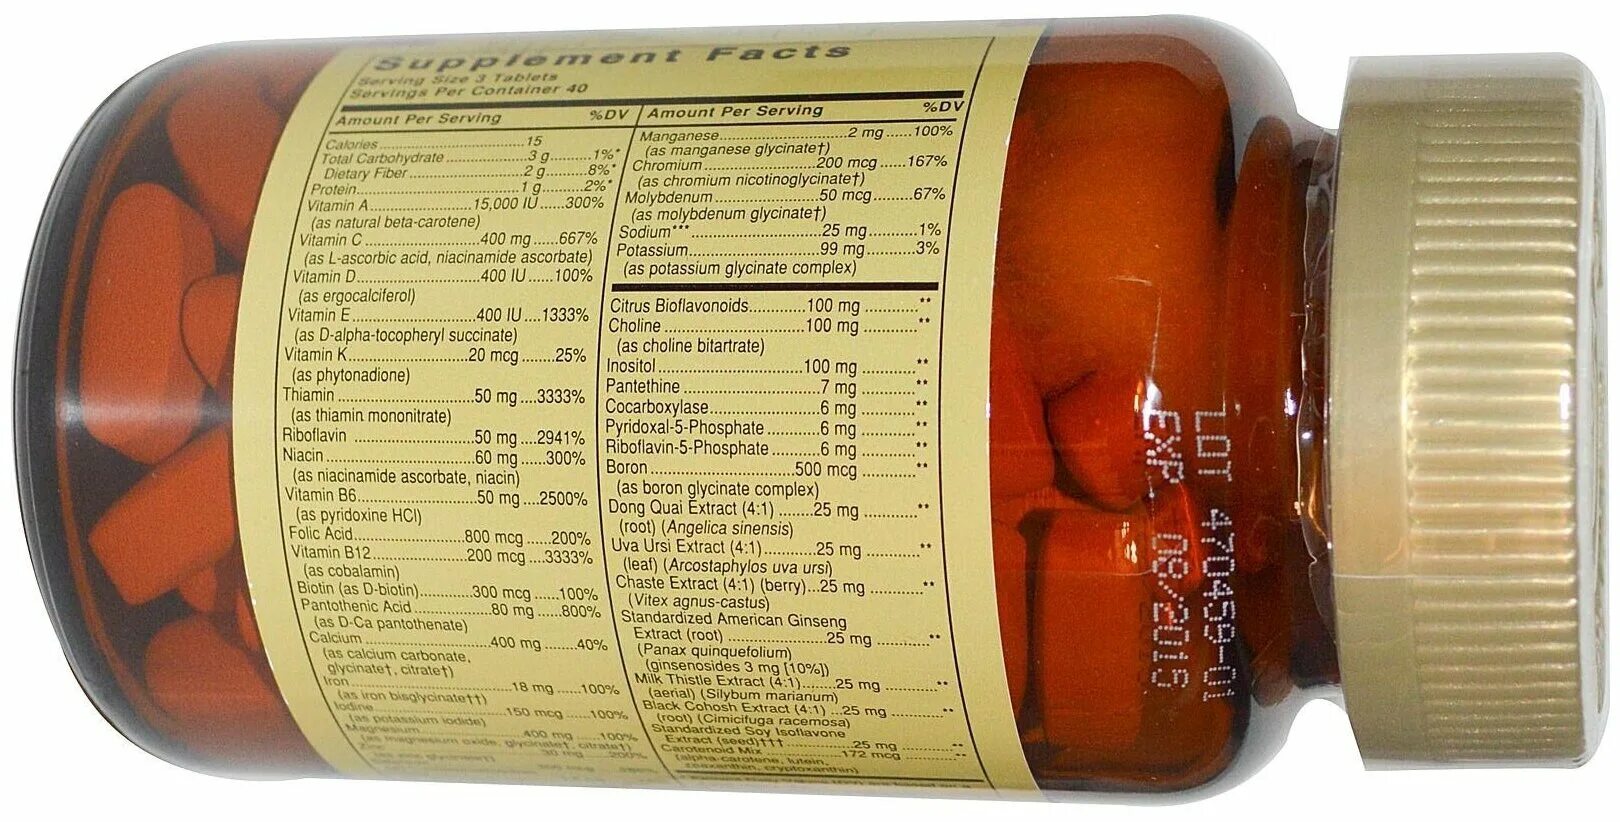 Supplement Facts
Serving Size 3 Tablets
Servings Per Container 40
Amount Per Serving %DV
Calories 15
Total Carbohydrate 3 g 1%*
Dietary Fiber 2 g 8%*
Protein 1 g 2%*
Vitamin A 15,000 IU 300%
(as natural beta-carotene)
Vitamin C 400 mg 667%
(as L-ascorbic acid, niacinamide ascorbate)
Vitamin D 400 IU 100%
(as ergocalciferol)
Vitamin E 400 IU 1333%
(as D-alpha-tocopheryl succinate)
Vitamin K 20 mcg 25%
(as phytonadione)
Thiamin 50 mg 3333%
(as thiamin mononitrate)
Riboflavin 50 mg 2941%
Niacin 60 mg 300%
(as niacinamide ascorbate, niacin)
Vitamin B6 50 mg 2500%
(as pyridoxine HCl)
Folic Acid 800 mcg 200%
Vitamin B12 200 mcg 3333%
(as cobalamin)
Biotin (as D-biotin) 300 mcg 100%
Pantothenic Acid 80 mg 800%
(as D-Ca pantothenate)
Calcium 400 mg 40%
(as calcium carbonate,
glycinate†, citrate†)
Iron 18 mg 100%
(as iron bisglycinate††)
Iodine 150 mcg 100%
(as potassium iodide)
Magnesium 400 mg 100%
(as magnesium oxide, glycinate†, citrate†)
Zinc 30 mg 200%
Amount Per Serving %DV
Manganese 2 mg 100%
(as manganese glycinate†)
Chromium 200 mcg 167%
(as chromium nicotinoglycinate†)
Molybdenum 50 mcg 67%
(as molybdenum glycinate†)
Sodium*** 25 mg 1%
Potassium 99 mg 3%
(as potassium glycinate complex)
Citrus Bioflavonoids 100 mg **
Choline 100 mg **
(as choline bitartrate)
Inositol 100 mg **
Pantethine 7 mg **
Cocarboxylase 6 mg **
Pyridoxal-5-Phosphate 6 mg **
Riboflavin-5-Phosphate 6 mg **
Boron 500 mcg **
(as boron glycinate complex)
Dong Quai Extract (4:1) 25 mg **
(root) (Angelica sinensis)
Uva Ursi Extract (4:1) 25 mg **
(leaf) (Arcostaphylos uva ursi)
Chaste Extract (4:1) (berry) 25 mg **
(Vitex agnus-castus)
Standardized American Ginseng
Extract (root) 25 mg **
(Panax quinquefolium)
(ginsenosides 3 mg [10%])
Milk Thistle Extract (4:1) 25 mg **
(aerial) (Silybum marianum)
Black Cohosh Extract (4:1) 25 mg **
(root) (Cimicifuga racemosa)
Standardized Soy Isoflavone
Extract (seed)††† 25 mg **
Carotenoid Mix 172 mcg **
(alpha-carotene, lutein,
zeaxanthin, cryptoxanthin)
LOT 470459-01
EXP. 08/2015